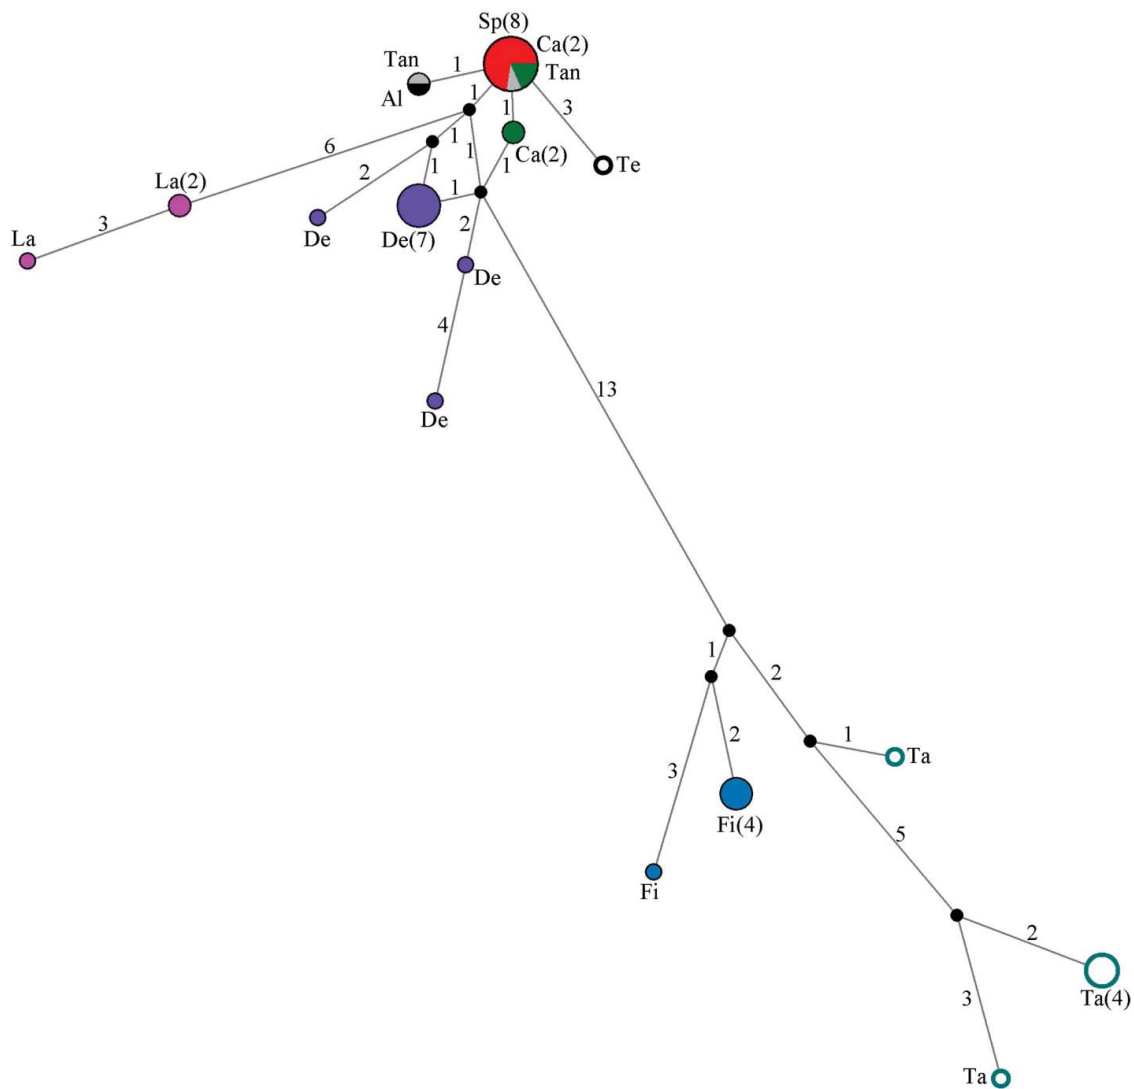 Sp(8)
Ca(2)
Tan
1
Tan
Al
1
1
3
1
1
Ca(2)
1
Te
6
2
1
1
La(2)
3
La
De
De(7)
2
De
4
De
13
1
2
2
1
Ta
3
Fi(4)
5
Fi
2
3
Ta(4)
Ta